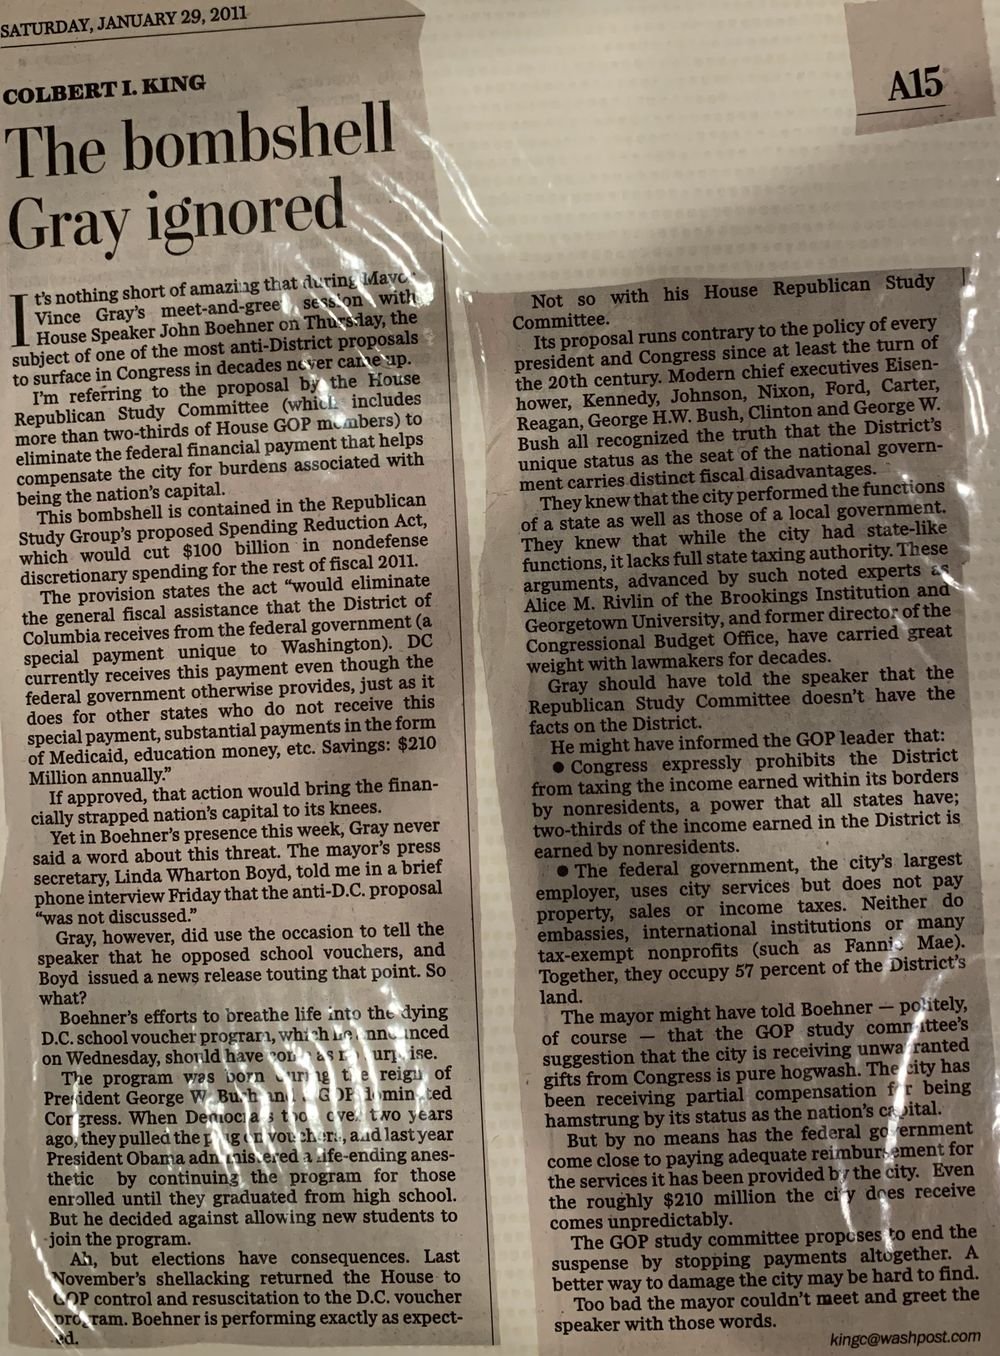 SATURDAY, JANUARY 29, 2011
A15
COLBERT I. KING
The bombshell
Gray ignored
It's nothing short of amazing that during Mayor
Vince Gray's meet-and-greet session with
House Speaker John Boehner on Thursday, the
subject of one of the most anti-District proposals
to surface in Congress in decades never came up.
I'm referring to the proposal by the House
Republican Study Committee (which includes
more than two-thirds of House GOP members) to
eliminate the federal financial payment that helps
compensate the city for burdens associated with
being the nation's capital.
This bombshell is contained in the Republican
Study Group's proposed Spending Reduction Act,
which would cut $100 billion in nondefense
discretionary spending for the rest of fiscal 2011.
The provision states the act "would eliminate
the general fiscal assistance that the District of
Columbia receives from the federal government (a
special payment unique to Washington). DC
currently receives this payment even though the
federal government otherwise provides, just as it
does for other states who do not receive this
special payment, substantial payments in the form
of Medicaid, education money, etc. Savings: $210
Million annually."
If approved, that action would bring the finan-
cially strapped nation's capital to its knees.
Yet in Boehner's presence this week, Gray never
said a word about this threat. The mayor's press
secretary, Linda Wharton Boyd, told me in a brief
phone interview Friday that the anti-D.C. proposal
"was not discussed."
Gray, however, did use the occasion to tell the
speaker that he opposed school vouchers, and
Boyd issued a news release touting that point. So
what?
Boehner's efforts to breathe life into the dying
D.C. school voucher program, which he announced
on Wednesday, should have come as no surprise.
The program was born during the reign of
President George W. Bush and a GOP-dominated
Congress. When Democrats took over two years
ago, they pulled the plug on vouchers, and last year
President Obama administered a life-ending anes-
thetic by continuing the program for those
enrolled until they graduated from high school.
But he decided against allowing new students to
join the program.
Ah, but elections have consequences. Last
November's shellacking returned the House to
GOP control and resuscitation to the D.C. voucher
program. Boehner is performing exactly as expect-
ed.
Not so with his House Republican Study
Committee.
Its proposal runs contrary to the policy of every
president and Congress since at least the turn of
the 20th century. Modern chief executives Eisen-
hower, Kennedy, Johnson, Nixon, Ford, Carter,
Reagan, George H.W. Bush, Clinton and George W.
Bush all recognized the truth that the District's
unique status as the seat of the national govern-
ment carries distinct fiscal disadvantages.
They knew that the city performed the functions
of a state as well as those of a local government.
They knew that while the city had state-like
functions, it lacks full state taxing authority. These
arguments, advanced by such noted experts as
Alice M. Rivlin of the Brookings Institution and
Georgetown University, and former director of the
Congressional Budget Office, have carried great
weight with lawmakers for decades.
Gray should have told the speaker that the
Republican Study Committee doesn't have the
facts on the District.
He might have informed the GOP leader that:
● Congress expressly prohibits the District
from taxing the income earned within its borders
by nonresidents, a power that all states have;
two-thirds of the income earned in the District is
earned by nonresidents.
● The federal government, the city's largest
employer, uses city services but does not pay
property, sales or income taxes. Neither do
embassies, international institutions or many
tax-exempt nonprofits (such as Fannie Mae).
Together, they occupy 57 percent of the District's
land.
The mayor might have told Boehner — politely,
of course — that the GOP study committee's
suggestion that the city is receiving unwarranted
gifts from Congress is pure hogwash. The city has
been receiving partial compensation for being
hamstrung by its status as the nation's capital.
But by no means has the federal government
come close to paying adequate reimbursement for
the services it has been provided by the city. Even
the roughly $210 million the city does receive
comes unpredictably.
The GOP study committee proposes to end the
suspense by stopping payments altogether. A
better way to damage the city may be hard to find.
Too bad the mayor couldn't meet and greet the
speaker with those words.
kingc@washpost.com